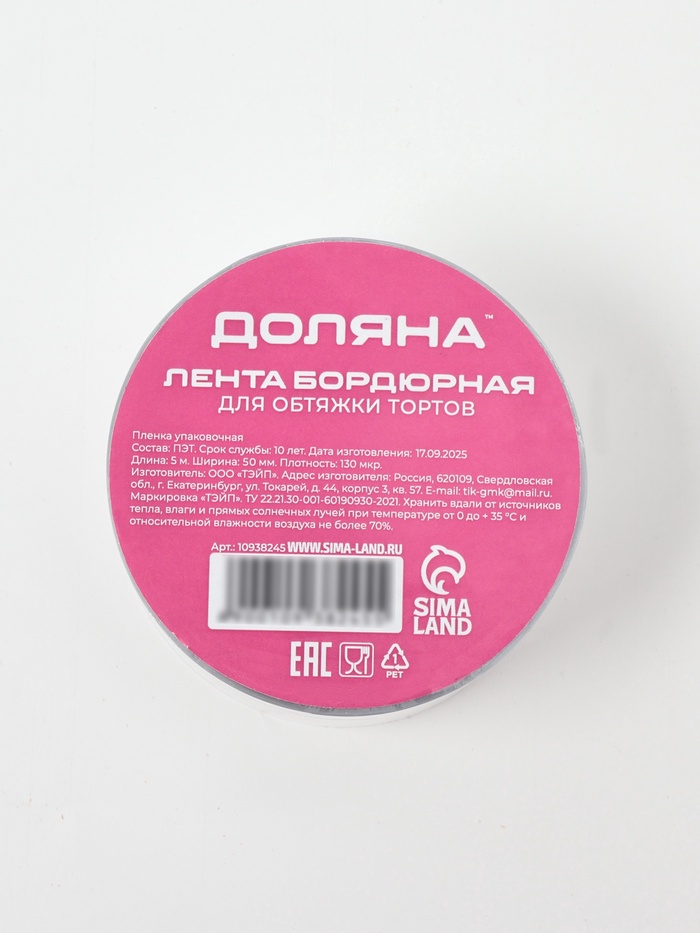 ДОЛЯНА™
ЛЕНТА БОРДЮРНАЯ
ДЛЯ ОБТЯЖКИ ТОРТОВ
Пленка упаковочная
Состав: ПЭТ. Срок службы: 10 лет. Дата изготовления: 17.09.2025
Длина: 5 м. Ширина: 50 мм. Плотность: 130 мкр.
Изготовитель: ООО «ТЭЙП». Адрес изготовителя: Россия, 620109, Свердловская
обл., г. Екатеринбург, ул. Токарей, д. 44, корпус 3, кв. 57. E-mail: tik-gmk@mail.ru.
Маркировка «ТЭЙП». ТУ 22.21.30-001-60190930-2021. Хранить вдали от источников
тепла, влаги и прямых солнечных лучей при температуре от 0 до + 35 °С и
относительной влажности воздуха не более 70%.
Арт.: 10938245 WWW.SIMA-LAND.RU
SIMA
LAND
EAC
1
PET